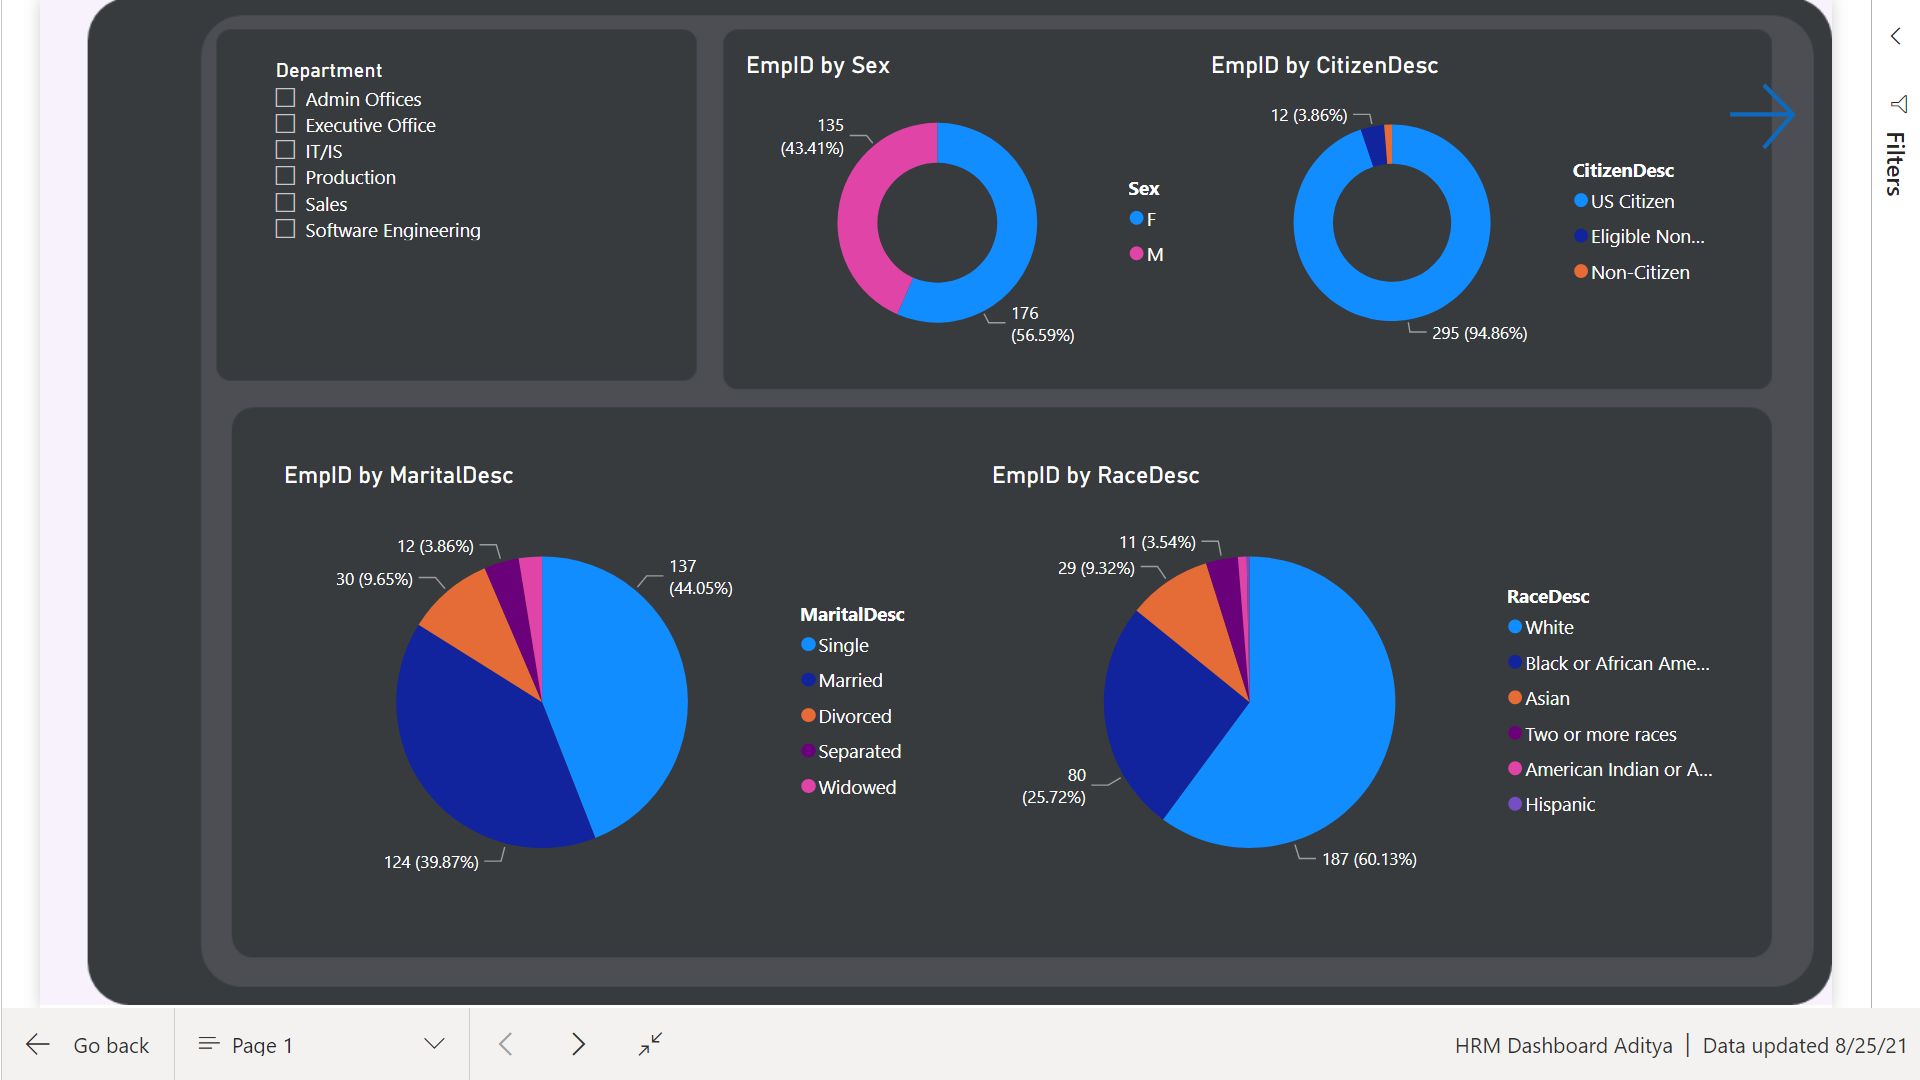 Department
Admin Offices
Executive Office
IT/IS
Production
Sales
Software Engineering
EmpID by Sex
135
(43.41%)
176
(56.59%)
Sex
F
M
EmpID by CitizenDesc
12 (3.86%)
295 (94.86%)
CitizenDesc
US Citizen
Eligible Non...
Non-Citizen
Filters
EmpID by MaritalDesc
12 (3.86%)
30 (9.65%)
137
(44.05%)
124 (39.87%)
MaritalDesc
Single
Married
Divorced
Separated
Widowed
EmpID by RaceDesc
11 (3.54%)
29 (9.32%)
80
(25.72%)
187 (60.13%)
RaceDesc
White
Black or African Ame...
Asian
Two or more races
American Indian or A...
Hispanic
Go back
Page 1
HRM Dashboard Aditya | Data updated 8/25/21